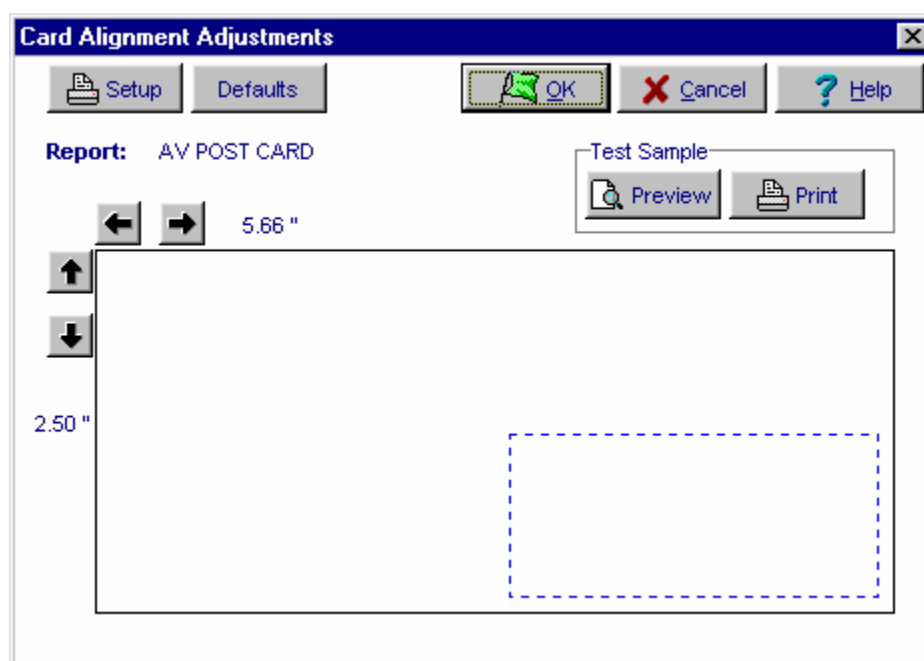 Card Alignment Adjustments
Setup Defaults OK Cancel Help
Report: AV POST CARD
Test Sample
Preview Print
5.66 "
2.50 "